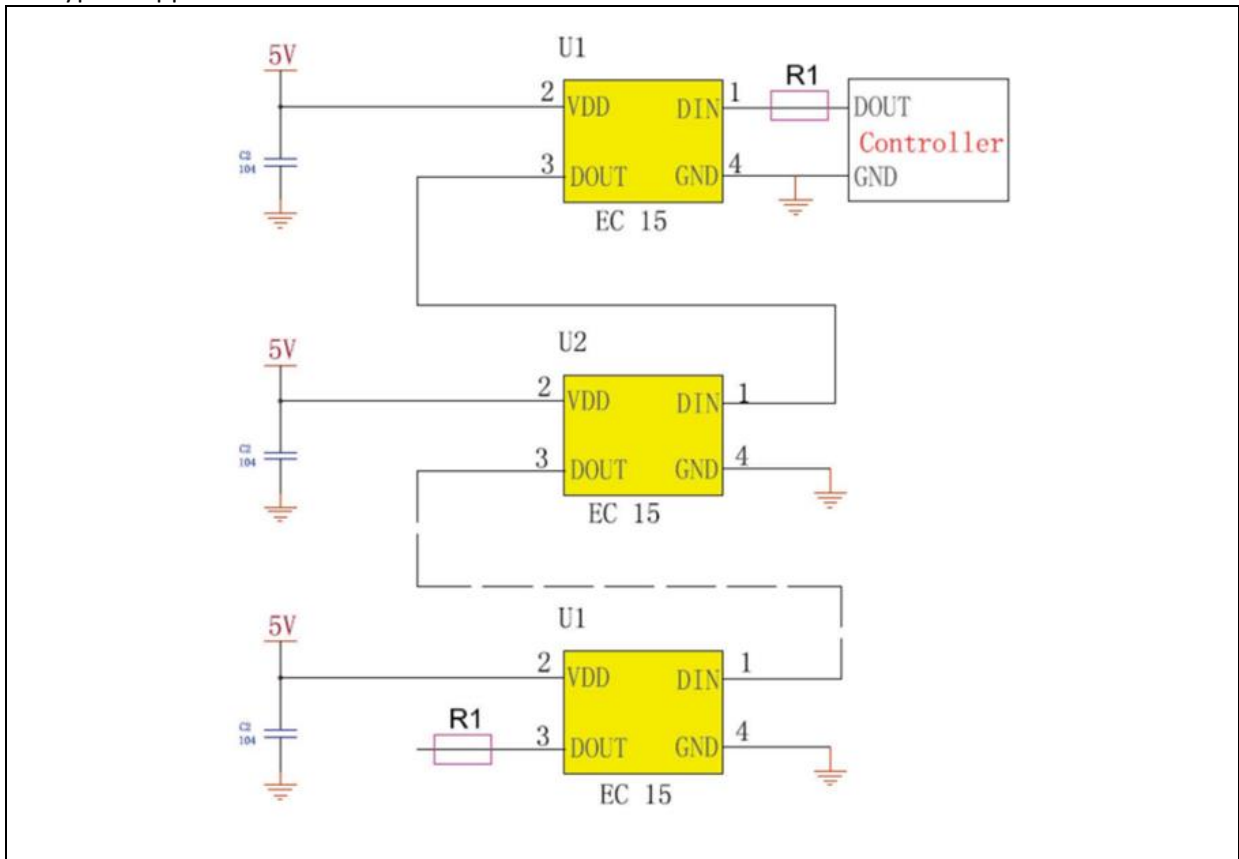 5V
U1
2
VDD
DIN
1
R1
DOUT
Controller
GND
C2
104
3
DOUT
GND
4
EC 15
5V
U2
2
VDD
DIN
1
C2
104
3
DOUT
GND
4
EC 15
5V
U1
2
VDD
DIN
1
C2
104
R1
3
DOUT
GND
4
EC 15